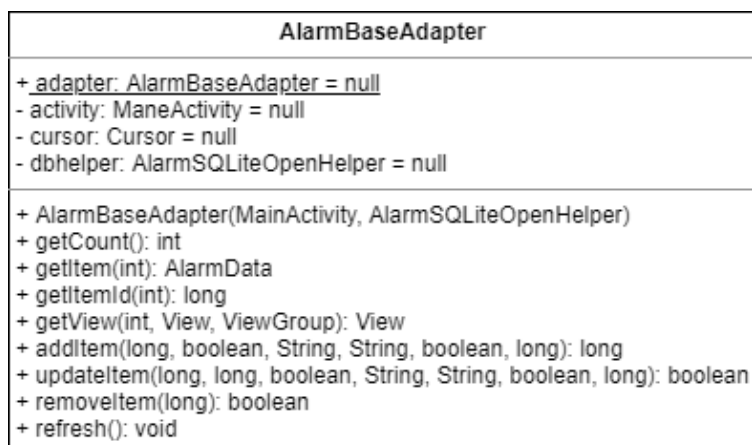 AlarmBaseAdapter
+ adapter: AlarmBaseAdapter = null
- activity: ManeActivity = null
- cursor: Cursor = null
- dbhelper: AlarmSQLiteOpenHelper = null
+ AlarmBaseAdapter(MainActivity, AlarmSQLiteOpenHelper)
+ getCount(): int
+ getItem(int): AlarmData
+ getItemId(int): long
+ getView(int, View, ViewGroup): View
+ addItem(long, boolean, String, String, boolean, long): long
+ updateItem(long, long, boolean, String, String, boolean, long): boolean
+ removeItem(long): boolean
+ refresh(): void